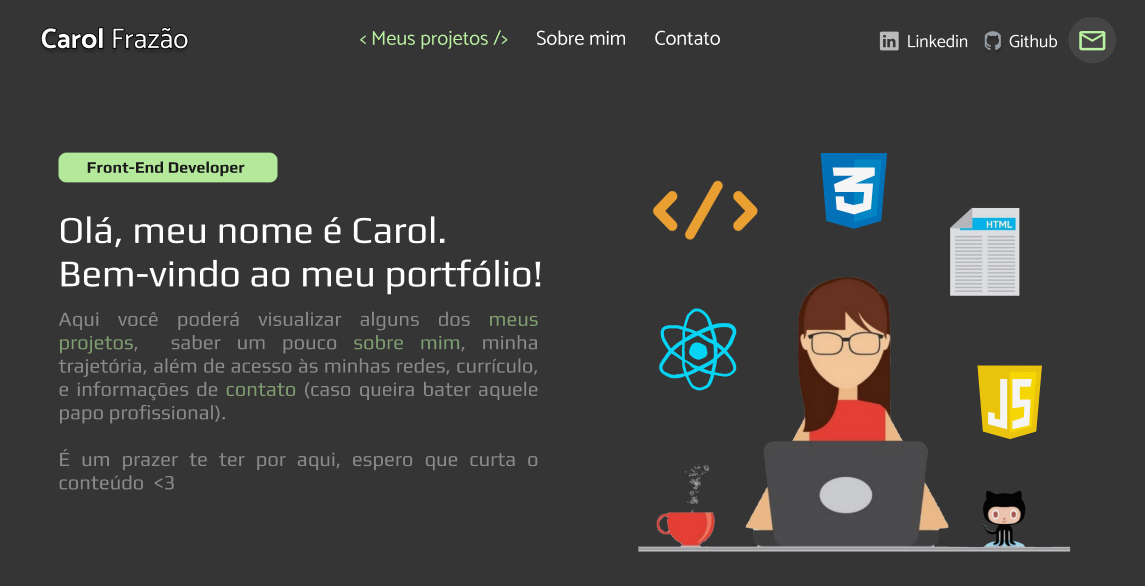 Carol Frazão
< Meus projetos />
Sobre mim
Contato
Linkedin
Github
Front-End Developer
Olá, meu nome é Carol.
Bem-vindo ao meu portfólio!
Aqui você poderá visualizar alguns dos meus
projetos, saber um pouco sobre mim, minha
trajetória, além de acesso às minhas redes, currículo,
e informações de contato (caso queira bater aquele
papo profissional).
É um prazer te ter por aqui, espero que curta o
conteúdo <3
</>
3
HTML
JS